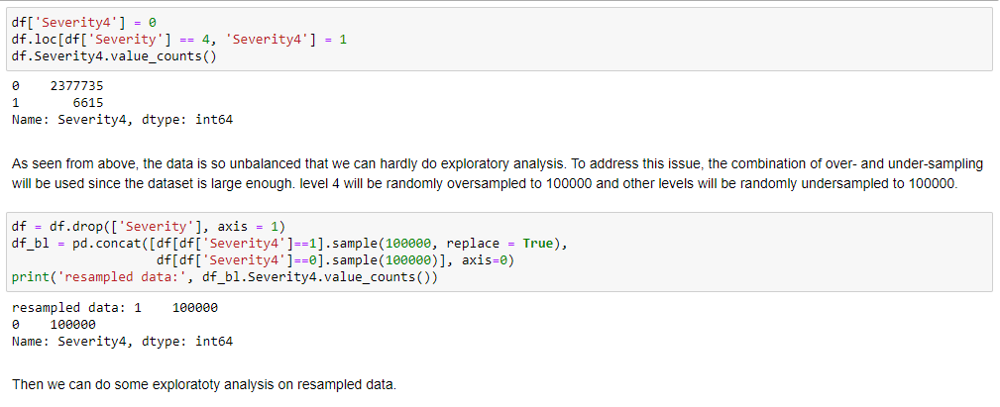 df['Severity4'] = 0
df.loc[df['Severity'] == 4, 'Severity4'] = 1
df.Severity4.value_counts()
0    2377735
1       6615
Name: Severity4, dtype: int64
As seen from above, the data is so unbalanced that we can hardly do exploratory analysis. To address this issue, the combination of over- and under-sampling
will be used since the dataset is large enough. level 4 will be randomly oversampled to 100000 and other levels will be randomly undersampled to 100000.
df = df.drop(['Severity'], axis = 1)
df_bl = pd.concat([df[df['Severity4']==1].sample(100000, replace = True),
                   df[df['Severity4']==0].sample(100000)], axis=0)
print('resampled data:', df_bl.Severity4.value_counts())
resampled data: 1    100000
0    100000
Name: Severity4, dtype: int64
Then we can do some exploratoty analysis on resampled data.